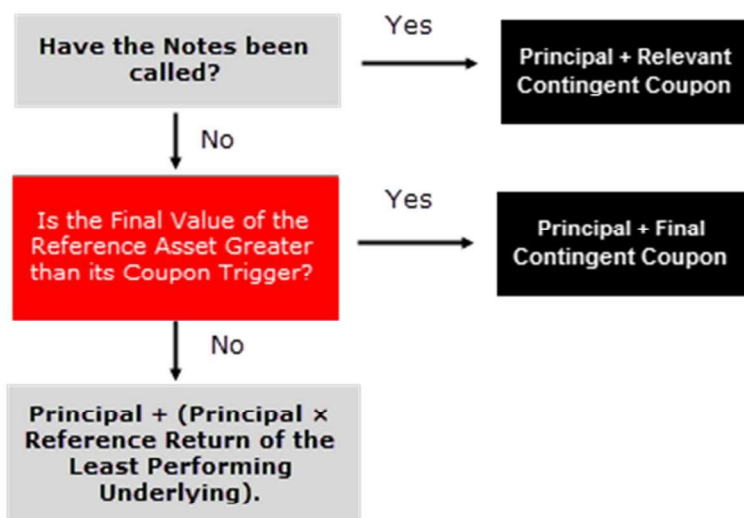 Have the Notes been
called?
Yes
Principal + Relevant
Contingent Coupon
No
Is the Final Value of the
Reference Asset Greater
than its Coupon Trigger?
Yes
Principal + Final
Contingent Coupon
No
Principal + (Principal ×
Reference Return of the
Least Performing
Underlying).